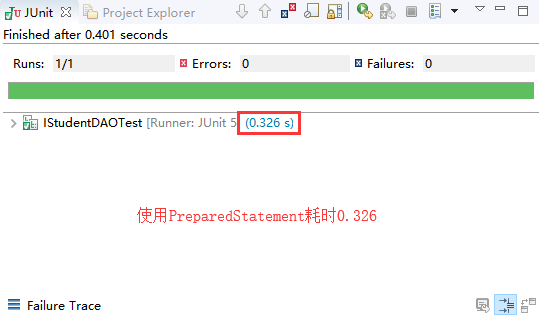 JUnit Project Explorer
Finished after 0.401 seconds
Runs: 1/1 Errors: 0 Failures: 0
IStudentDAOTest [Runner: JUnit 5 (0.326 s)
使用PreparedStatement耗时0.326
Failure Trace